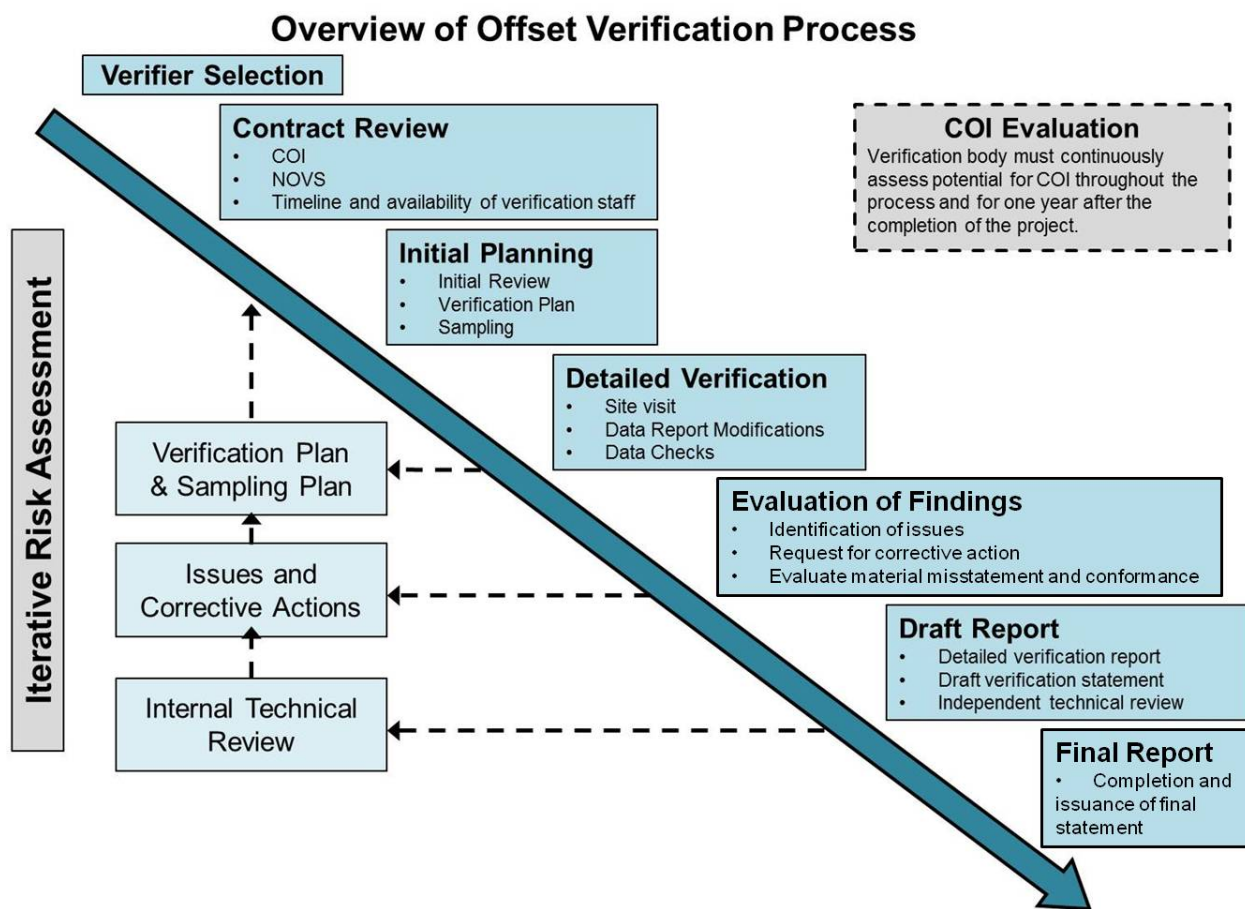 Overview of Offset Verification Process
Verifier Selection
Contract Review
• COI
• NOVS
• Timeline and availability of verification staff
COI Evaluation
Verification body must continuously
assess potential for COI throughout the
process and for one year after the
completion of the project.
Initial Planning
• Initial Review
• Verification Plan
• Sampling
Detailed Verification
• Site visit
• Data Report Modifications
• Data Checks
Evaluation of Findings
• Identification of issues
• Request for corrective action
• Evaluate material misstatement and conformance
Draft Report
• Detailed verification report
• Draft verification statement
• Independent technical review
Final Report
• Completion and
issuance of final
statement
Iterative Risk Assessment
Verification Plan
& Sampling Plan
Issues and
Corrective Actions
Internal Technical
Review